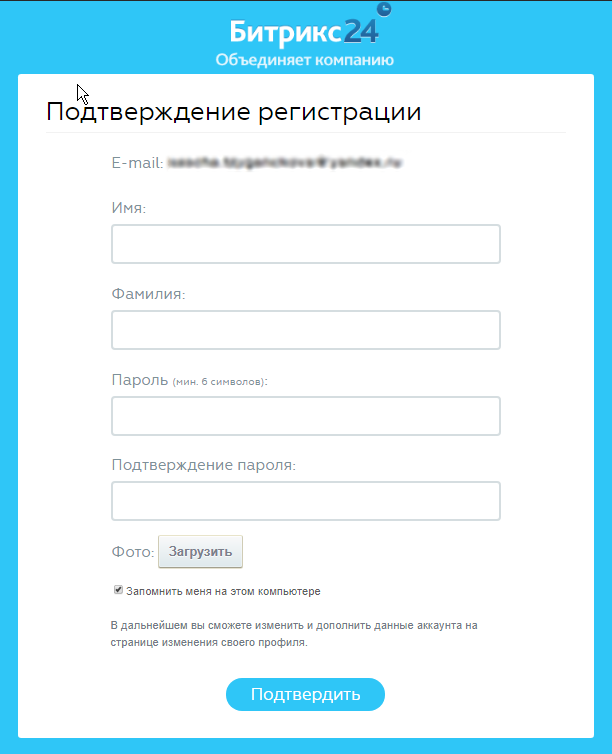 Битрикс24
Объединяет компанию
Подтверждение регистрации
E-mail:
Имя:
Фамилия:
Пароль (мин. 6 символов):
Подтверждение пароля:
Фото: Загрузить
Запомнить меня на этом компьютере
В дальнейшем вы сможете изменить и дополнить данные аккаунта на
странице изменения своего профиля.
Подтвердить